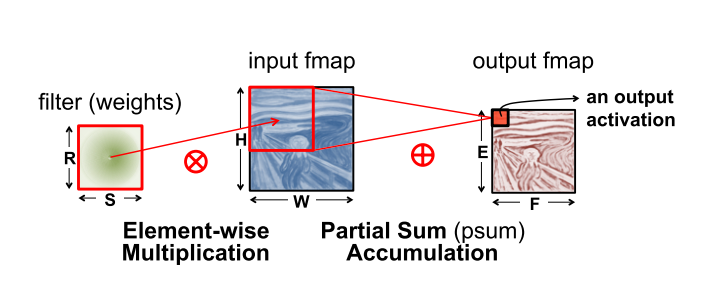 input fmap
output fmap
filter (weights)
an output
activation
R
S
H
W
E
F
Element-wise
Multiplication
Partial Sum (psum)
Accumulation